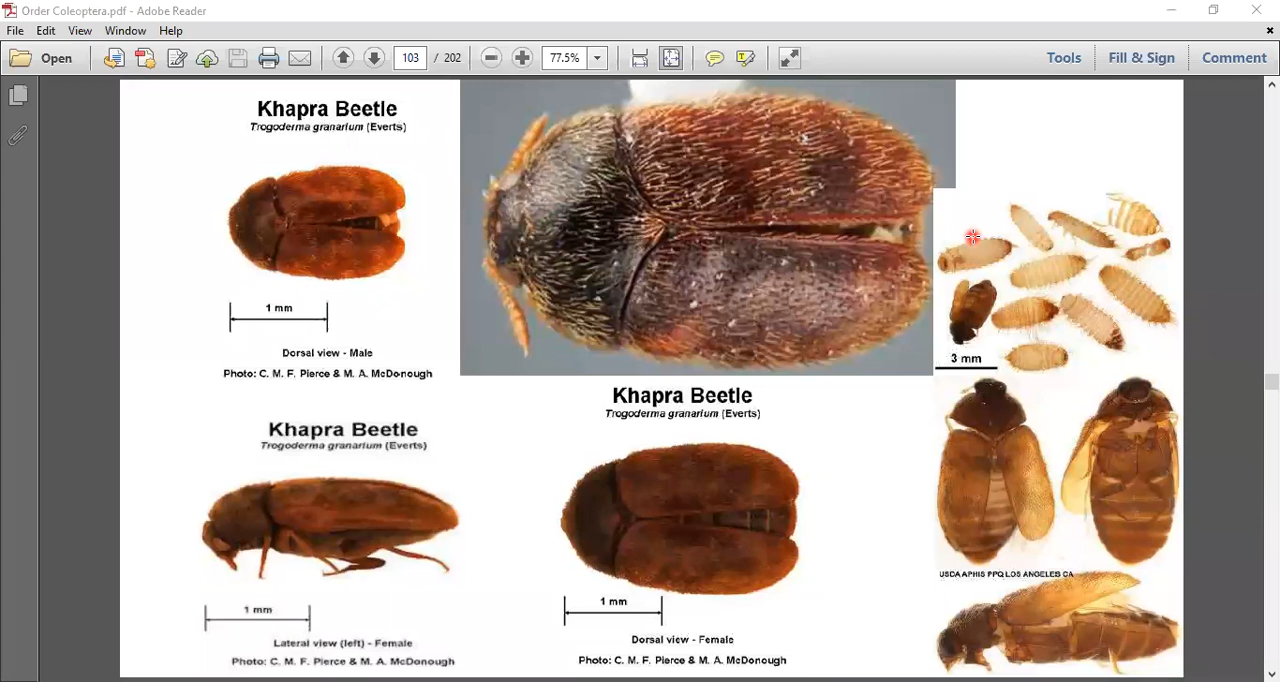 Order Coleoptera.pdf - Adobe Reader
File Edit View Window Help
Open 103 / 202 77.5% Tools Fill & Sign Comment
Khapra Beetle
Trogoderma granarium (Everts)
1 mm
Dorsal view - Male
Photo: C. M. F. Pierce & M. A. McDonough
Khapra Beetle
Trogoderma granarium (Everts)
1 mm
Lateral view (left) - Female
Photo: C. M. F. Pierce & M. A. McDonough
Khapra Beetle
Trogoderma granarium (Everts)
1 mm
Dorsal view - Female
Photo: C. M. F. Pierce & M. A. McDonough
3 mm
USDA APHIS PPQ LOS ANGELES CA